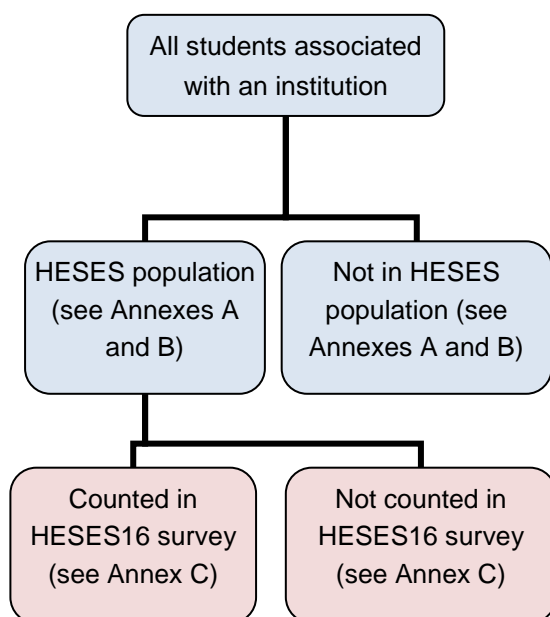 All students associated
with an institution
HESES population
(see Annexes A
and B)
Not in HESES
population (see
Annexes A and B)
Counted in
HESES16 survey
(see Annex C)
Not counted in
HESES16 survey
(see Annex C)